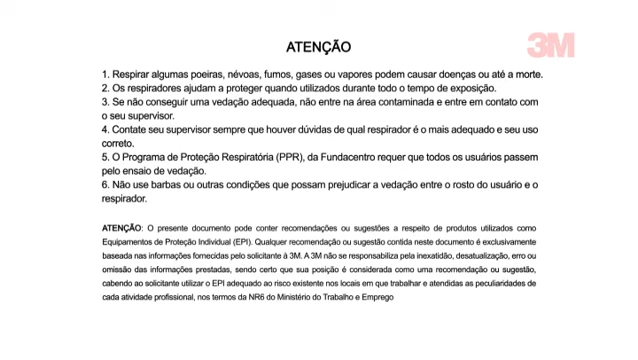 3M
ATENÇÃO
1. Respirar algumas poeiras, névoas, fumos, gases ou vapores podem causar doenças ou até a morte.
2. Os respiradores ajudam a proteger quando utilizados durante todo o tempo de exposição.
3. Se não conseguir uma vedação adequada, não entre na área contaminada e entre em contato com
o seu supervisor.
4. Contate seu supervisor sempre que houver dúvidas de qual respirador é o mais adequado e seu uso
correto.
5. O Programa de Proteção Respiratória (PPR), da Fundacentro requer que todos os usuários passem
pelo ensaio de vedação.
6. Não use barbas ou outras condições que possam prejudicar a vedação entre o rosto do usuário e o
respirador.
ATENÇÃO: O presente documento pode conter recomendações ou sugestões a respeito de produtos utilizados como
Equipamentos de Proteção Individual (EPI). Qualquer recomendação ou sugestão contida neste documento é exclusivamente
baseada nas informações fornecidas pelo solicitante à 3M. A 3M não se responsabiliza pela inexatidão, desatualização, erro ou
omissão das informações prestadas, sendo certo que sua posição é considerada como uma recomendação ou sugestão,
cabendo ao solicitante utilizar o EPI adequado ao risco existente nos locais em que trabalhar e atendidas as peculiaridades de
cada atividade profissional, nos termos da NR6 do Ministério do Trabalho e Emprego